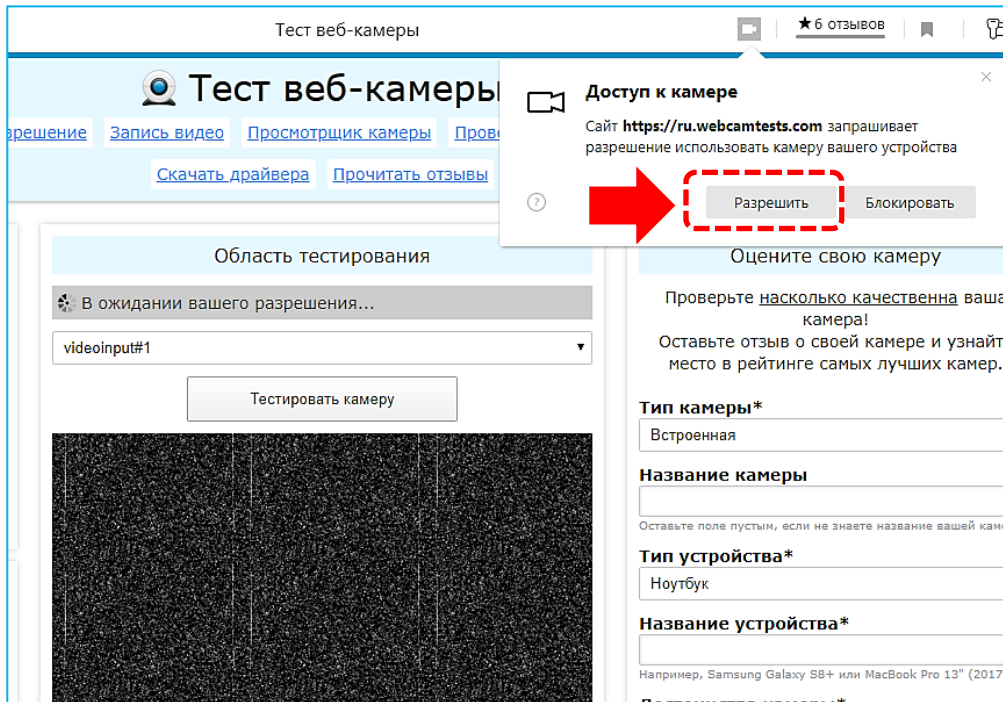 Тест веб-камеры
★6 отзывов
Тест веб-камеры
Запись видео
Просмотрщик камеры
Скачать драйвера
Прочитать отзывы
Доступ к камере
Сайт https://ru.webcamtests.com запрашивает
разрешение использовать камеру вашего устройства
?
Разрешить
Блокировать
Область тестирования
В ожидании вашего разрешения...
videoinput#1
Тестировать камеру
Оцените свою камеру
Проверьте насколько качественна ваша
камера!
Оставьте отзыв о своей камере и узнайт
место в рейтинге самых лучших камер.
Тип камеры*
Встроенная
Название камеры
Оставьте поле пустым, если не знаете название вашей кам
Тип устройства*
Ноутбук
Название устройства*
Например, Samsung Galaxy S8+ или MacBook Pro 13" (2017